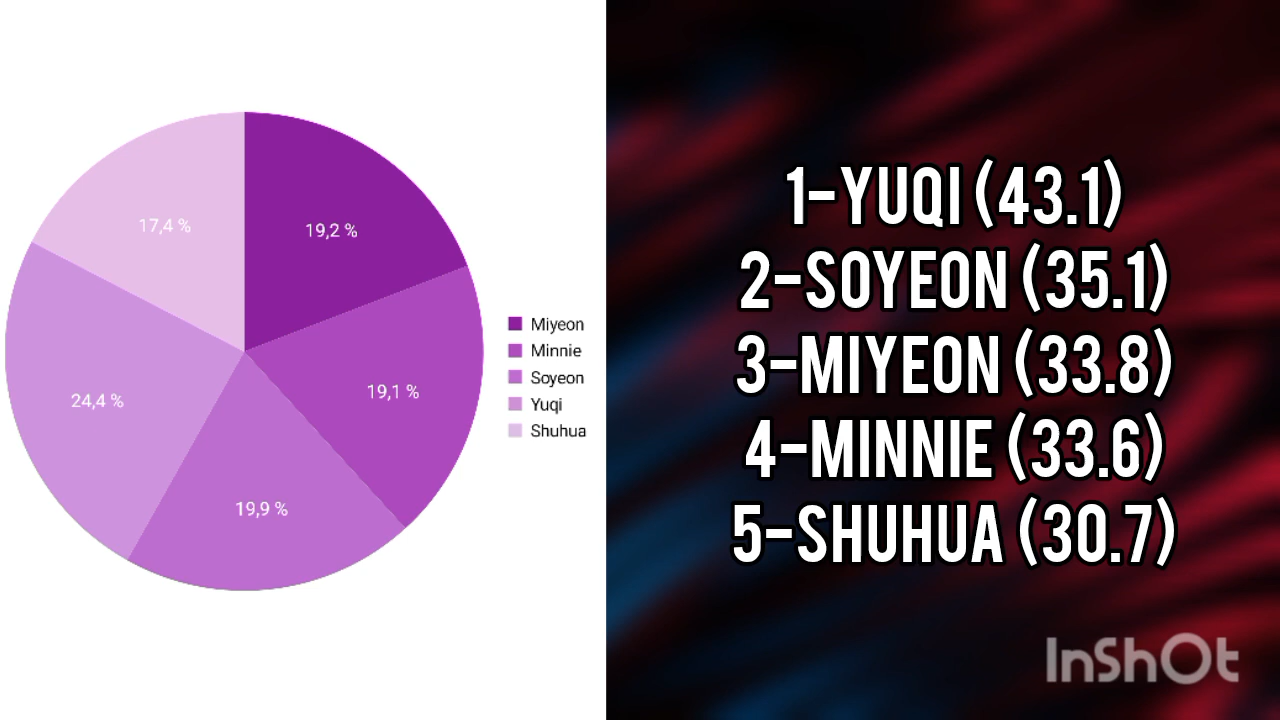 17,4 %
19,2 %
24,4 %
19,1 %
19,9 %
Miyeon
Minnie
Soyeon
Yuqi
Shuhua
1-YUQI (43.1)
2-SOYEON (35.1)
3-MIYEON (33.8)
4-MINNIE (33.6)
5-SHUHUA (30.7)
InShOt